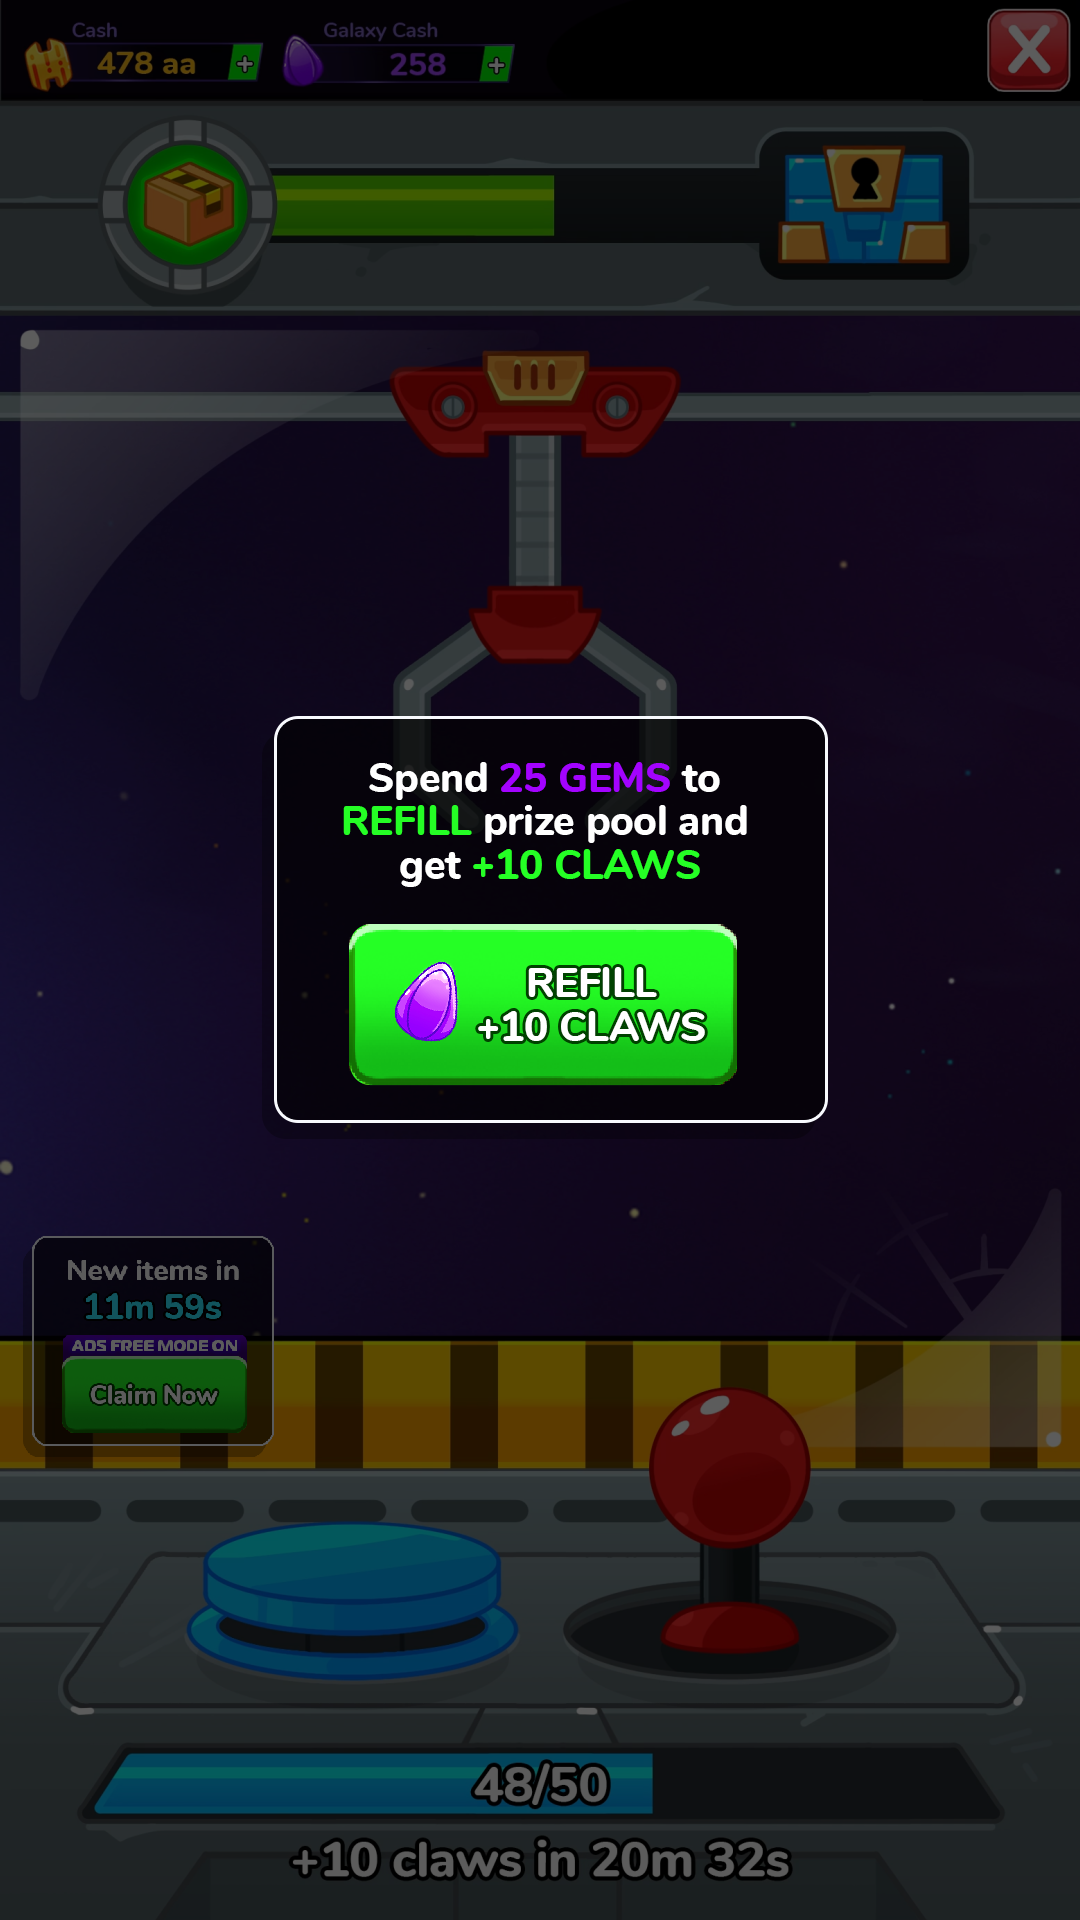 Cash
Galaxy Cash
478 aa
258
Spend 25 GEMS to
REFILL prize pool and
get +10 CLAWS
REFILL
+10 CLAWS
New items in
11m 59s
ADS FREE MODE ON
Claim Now
48/50
+10 claws in 20m 32s